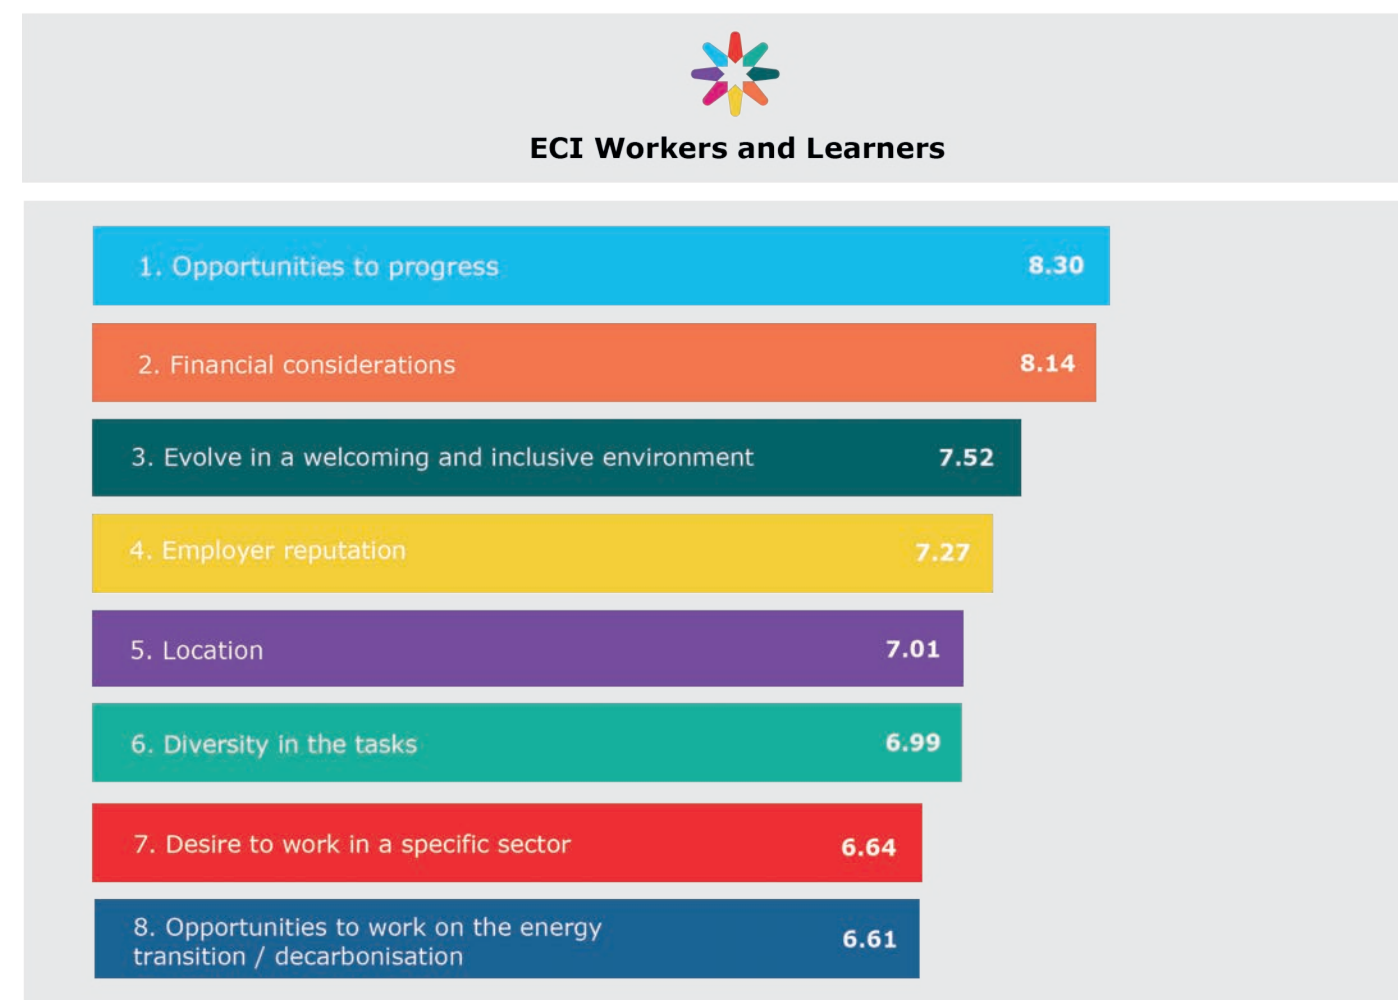 ECI Workers and Learners
1. Opportunities to progress 8.30
2. Financial considerations 8.14
3. Evolve in a welcoming and inclusive environment 7.52
4. Employer reputation 7.27
5. Location 7.01
6. Diversity in the tasks 6.99
7. Desire to work in a specific sector 6.64
8. Opportunities to work on the energy
transition / decarbonisation 6.61